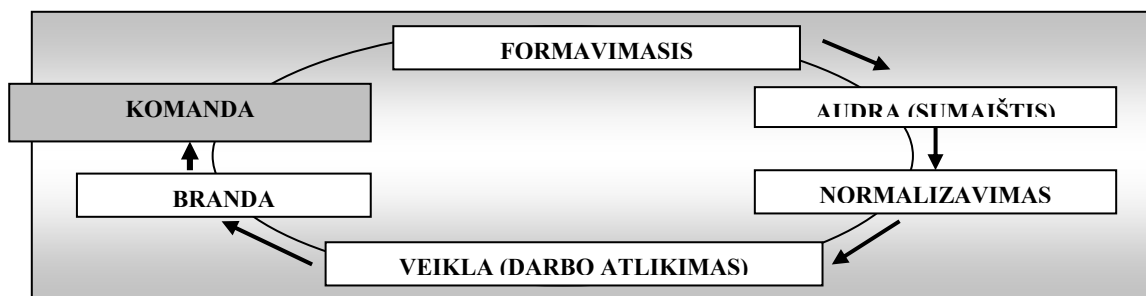 FORMAVIMASIS
KOMANDA
AUDRA (SUMAIŠTIS)
BRANDA
NORMALIZAVIMAS
VEIKLA (DARBO ATLIKIMAS)